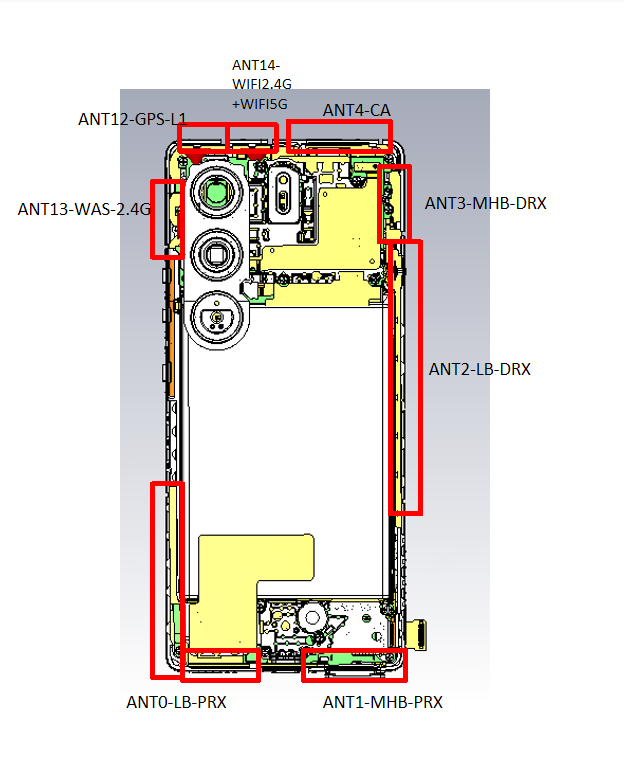 ANT14-
WIFI2.4G
+WIFI5G
ANT4-CA
ANT12-GPS-L1
ANT3-MHB-DRX
ANT13-WAS-2.4G
ANT2-LB-DRX
ANT0-LB-PRX
ANT1-MHB-PRX